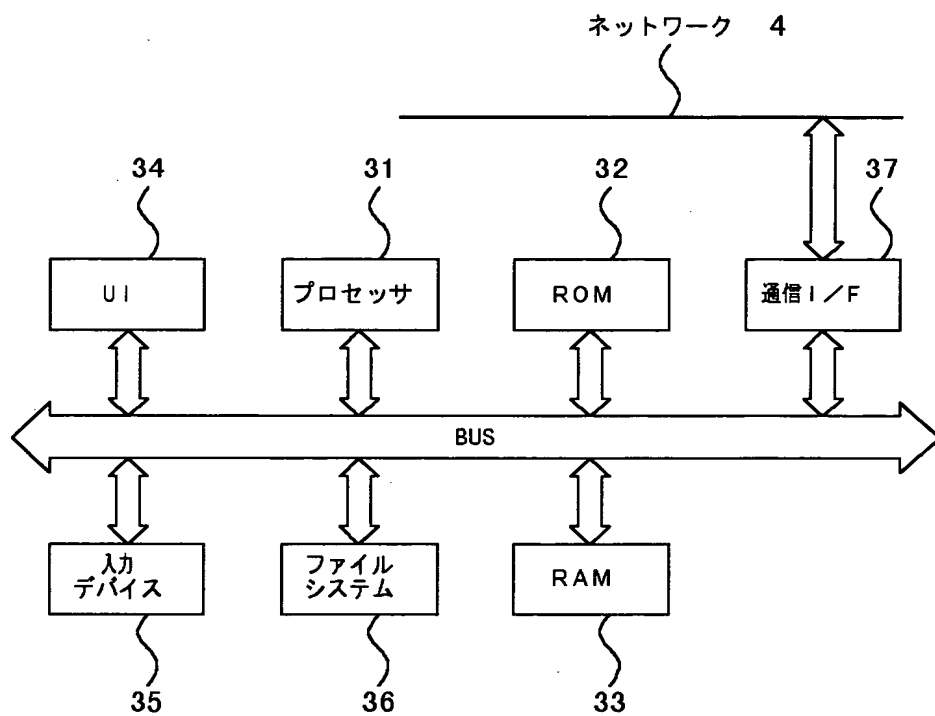 ネットワーク 4
34
31
32
37
UI
プロセッサ
ROM
通信I/F
BUS
入力
デバイス
ファイル
システム
RAM
35
36
33